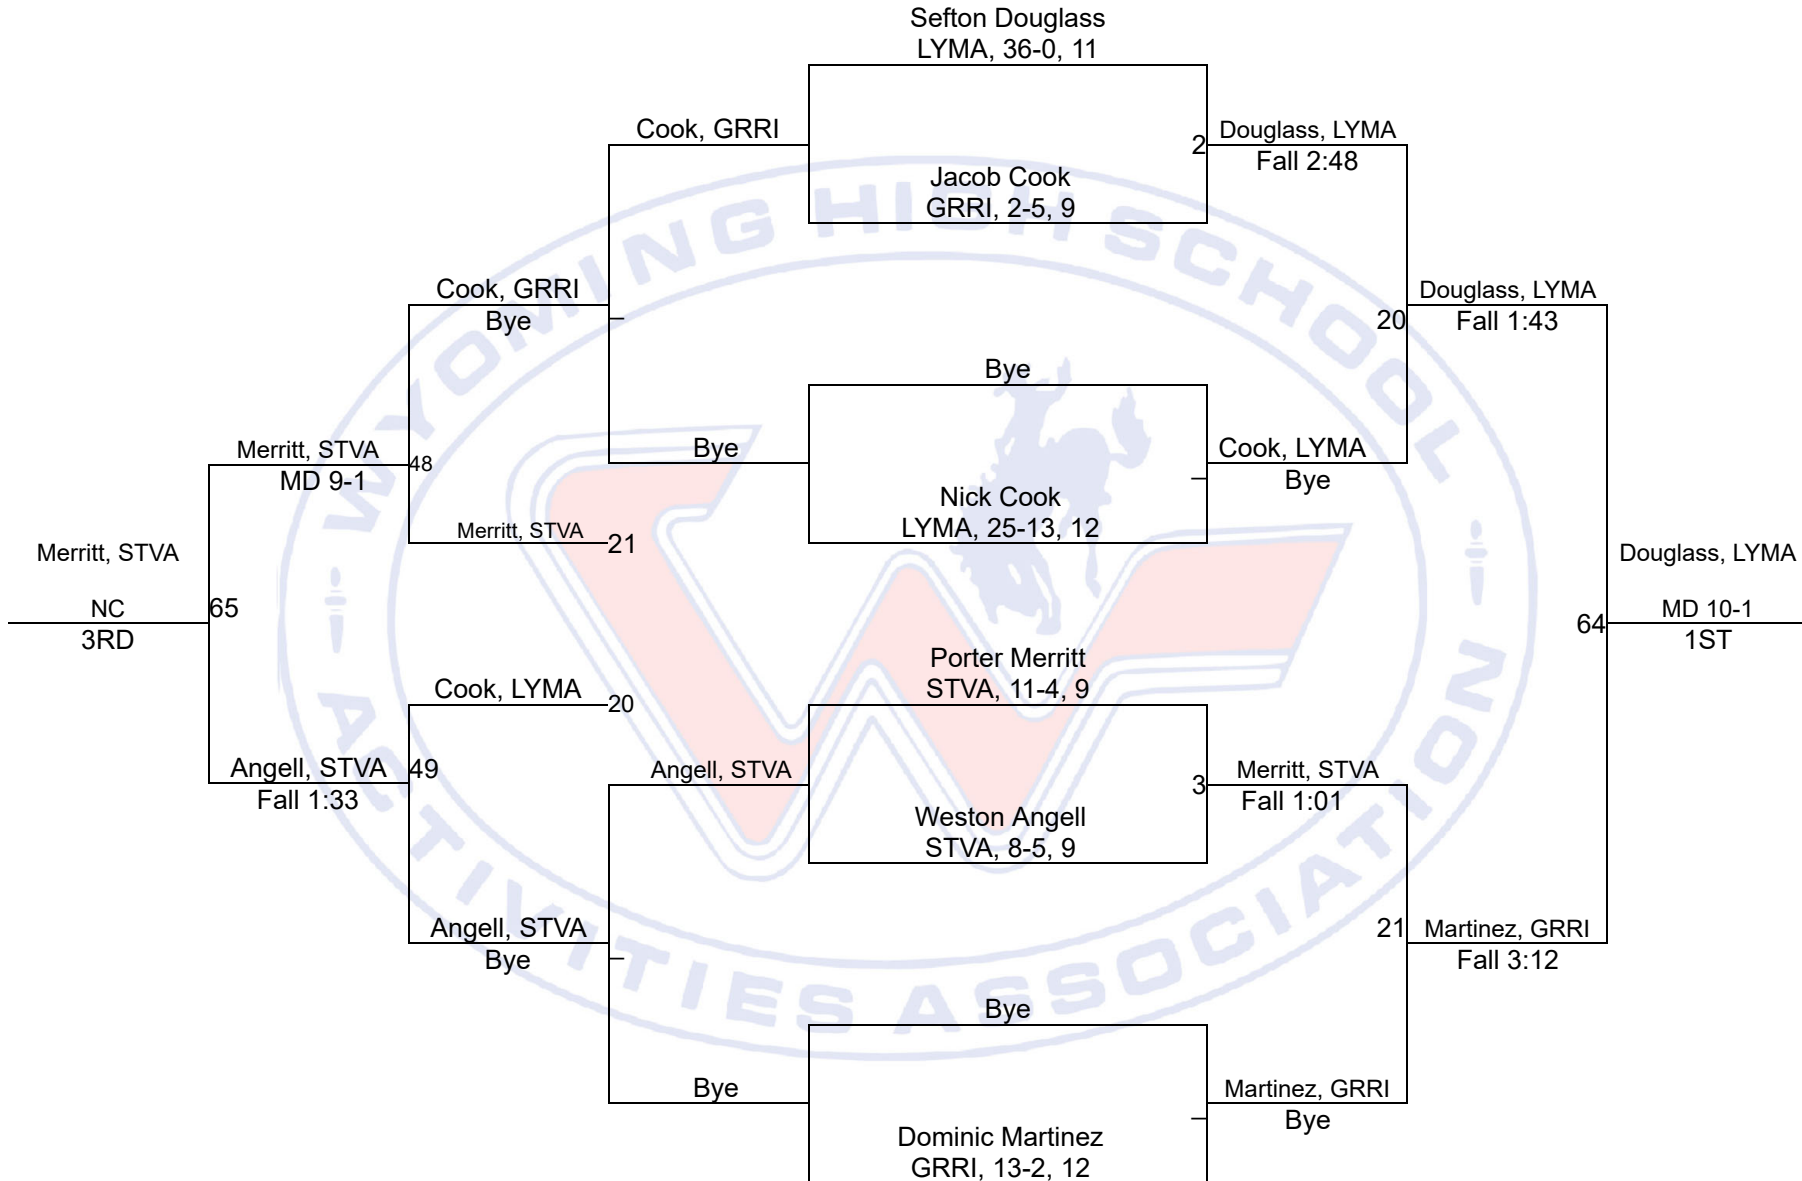 Sefton Douglass
LYMA, 36-0, 11
Cook, GRRI
2
Douglass, LYMA
Fall 2:48
Jacob Cook
GRRI, 2-5, 9
Cook, GRRI
Bye
20
Douglass, LYMA
Fall 1:43
Bye
Merritt, STVA
MD 9-1
48
Bye
Cook, LYMA
Bye
Nick Cook
LYMA, 25-13, 12
Merritt, STVA
21
Merritt, STVA
NC
3RD
65
Douglass, LYMA
64
MD 10-1
1ST
Porter Merritt
STVA, 11-4, 9
Cook, LYMA
20
Angell, STVA
Fall 1:33
49
Angell, STVA
3
Merritt, STVA
Fall 1:01
Weston Angell
STVA, 8-5, 9
Angell, STVA
Bye
21
Martinez, GRRI
Fall 3:12
Bye
Bye
Martinez, GRRI
Bye
Dominic Martinez
GRRI, 13-2, 12
WYOMING HIGH SCHOOL
ACTIVITIES ASSOCIATION